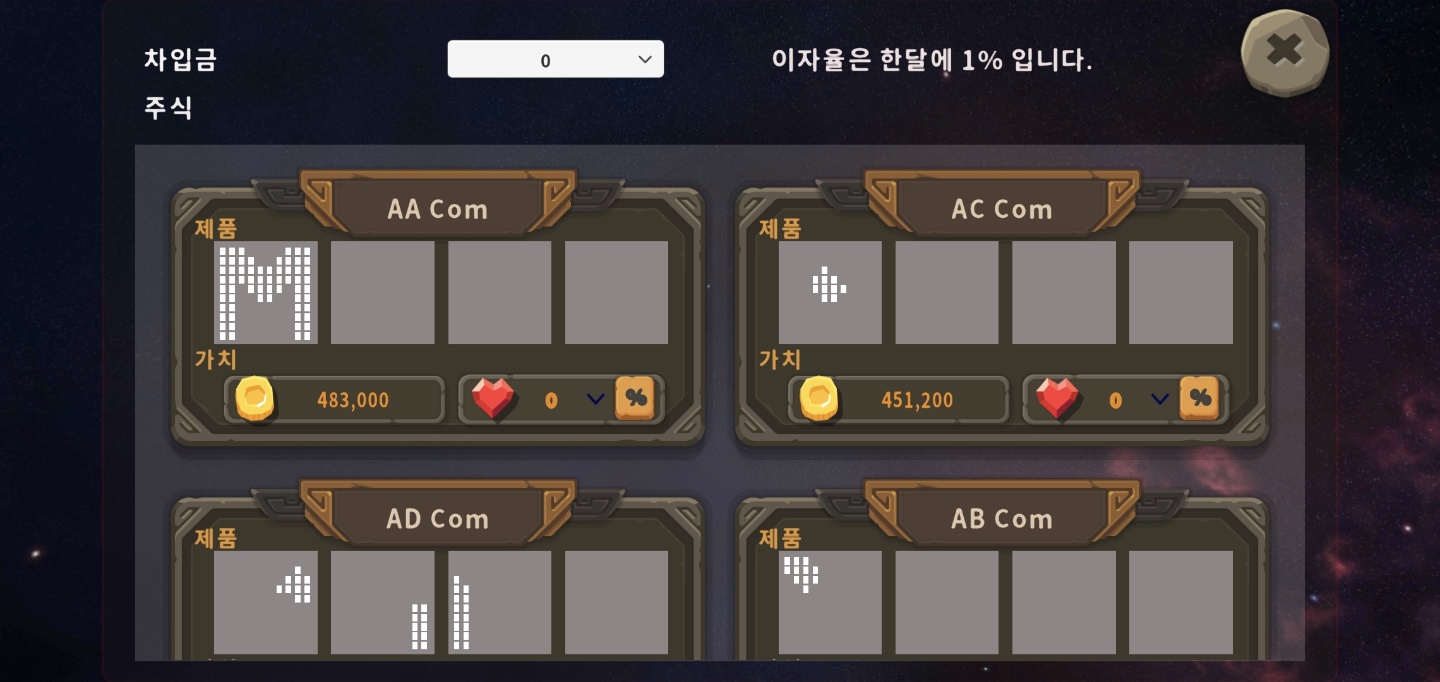 차입금 0 이자율은 한달에 1% 입니다.
주식
AA Com
제품
가치
483,000 0 %
AC Com
제품
가치
451,200 0 %
AD Com
제품
AB Com
제품